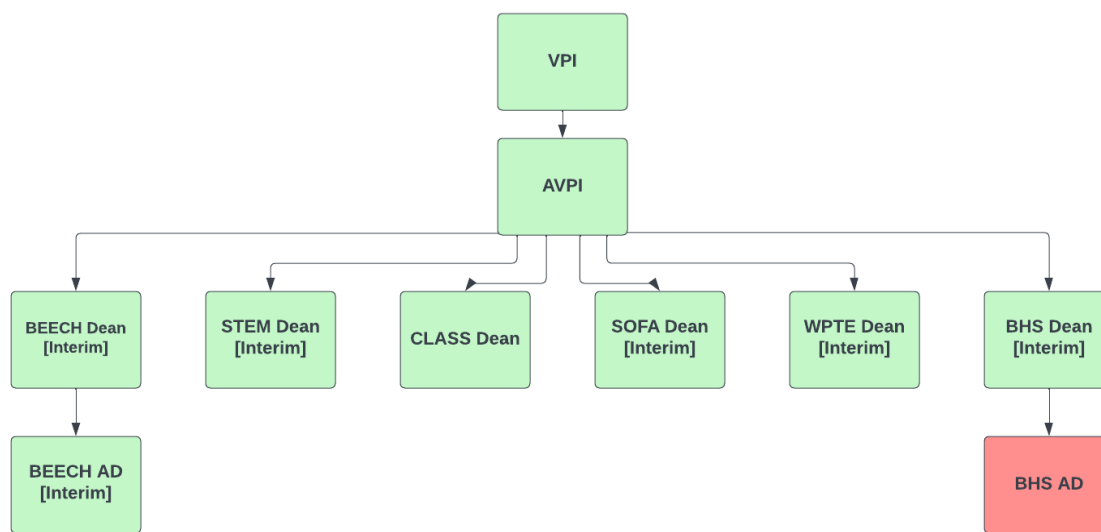 VPI
AVPI
BEECH Dean
[Interim]
STEM Dean
[Interim]
CLASS Dean
SOFA Dean
[Interim]
WPTE Dean
[Interim]
BHS Dean
[Interim]
BEECH AD
[Interim]
BHS AD